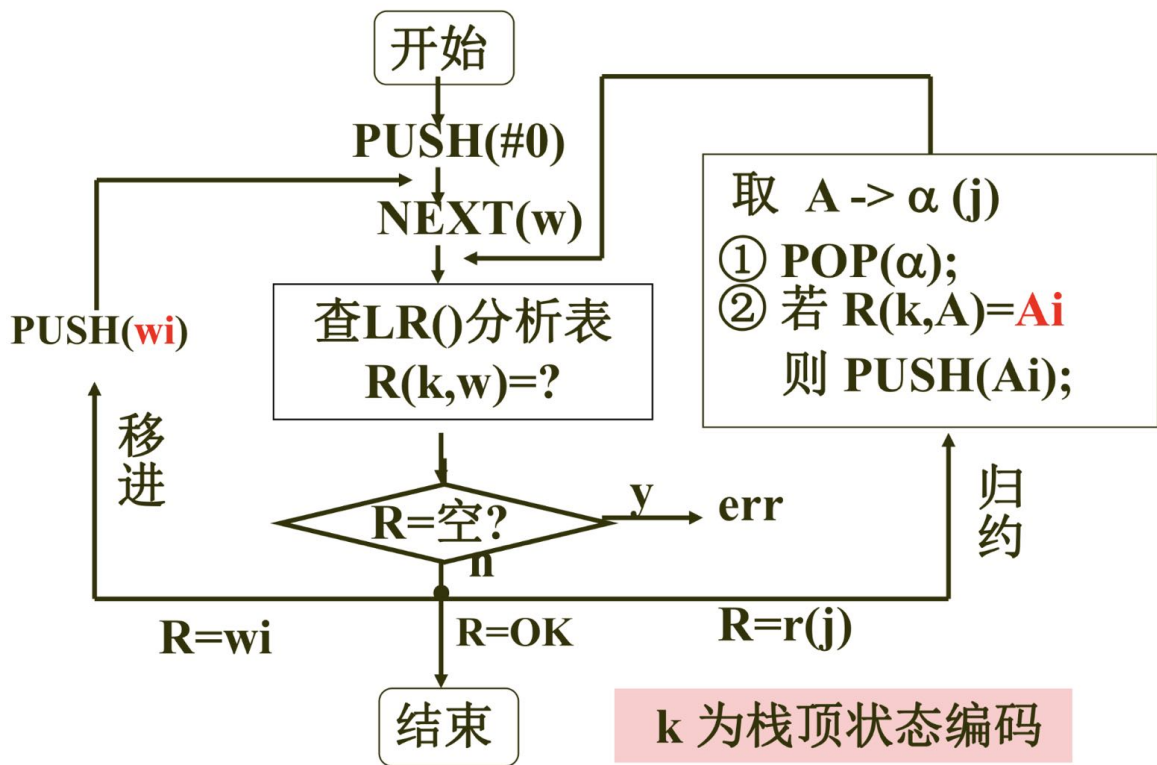 开始
PUSH(#0)
NEXT(w)
查LR()分析表
R(k,w)=?
R=空?
y
err
n
R=wi
R=OK
R=r(j)
结束
PUSH(wi)
移进
取 A -> α (j)
① POP(α);
② 若 R(k,A)=Ai
则 PUSH(Ai);
归约
k 为栈顶状态编码